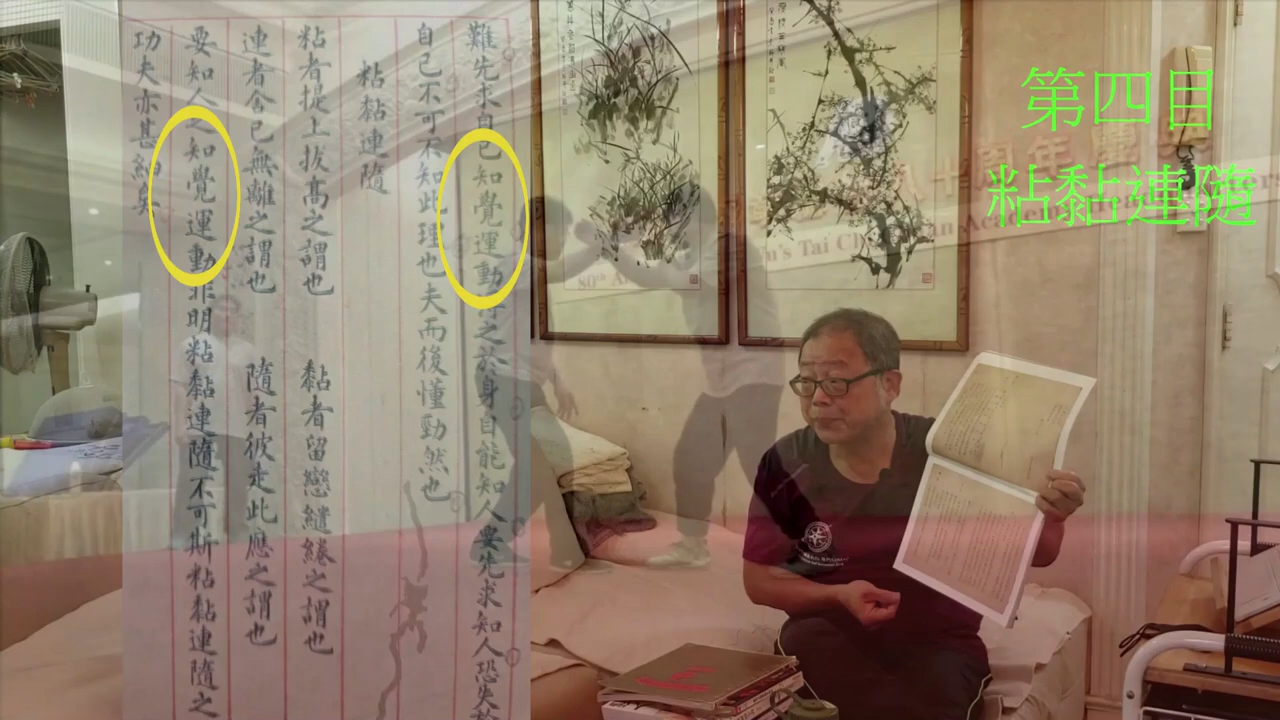 第四目
粘黏連隨
難先求自己知覺運動得之於身自能知人要先求知人恐失於
自己不可不知此理也夫而後懂勁然也
粘黏連隨
粘者提上拔高之謂也 黏者留戀繾綣之謂也
連者舍己無離之謂也 隨者彼走此應之謂也
要知人之知覺運動非明粘黏連隨不可斯粘黏連隨之
功夫亦甚細矣
十周年
80th
Tai